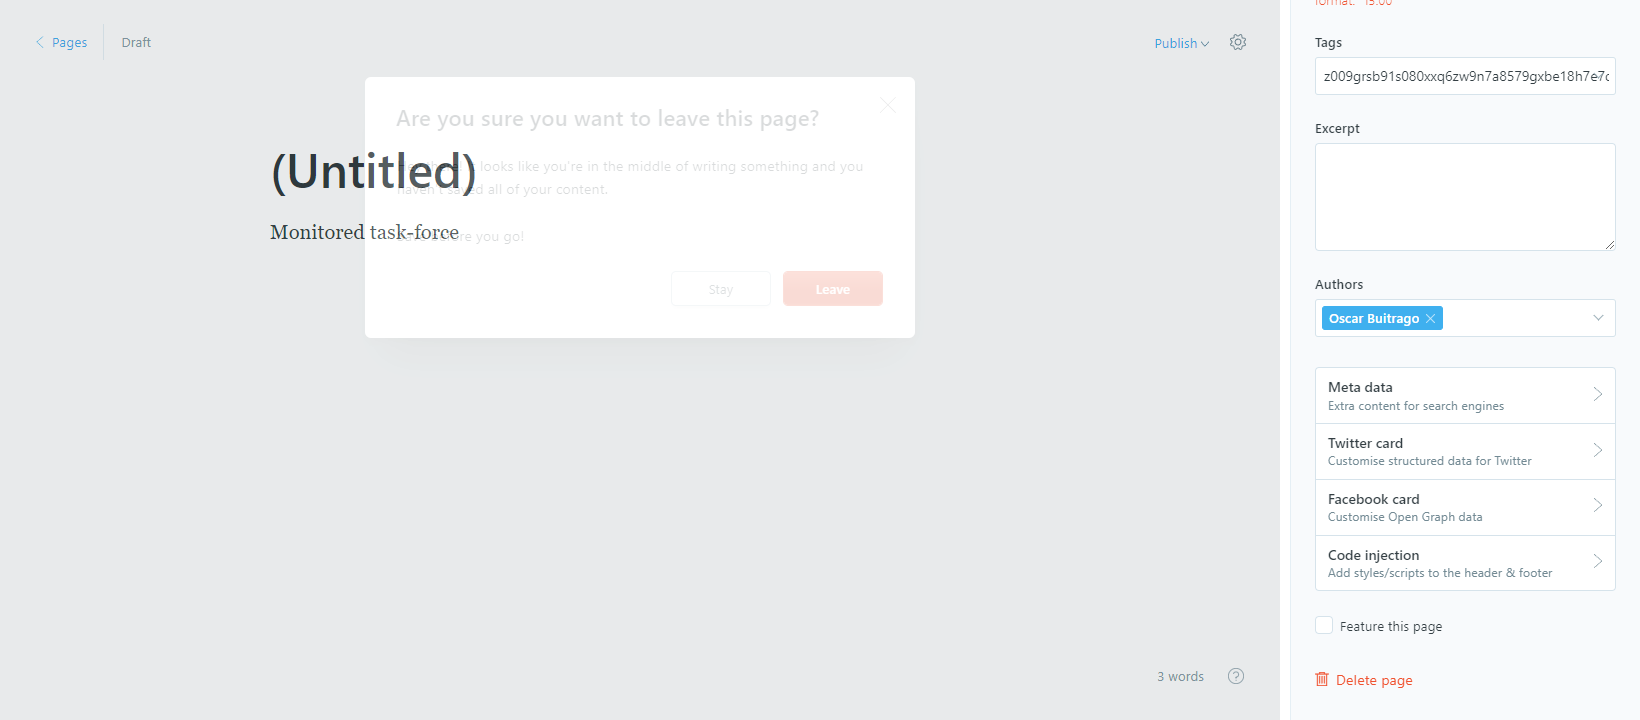 Pages
Draft
Publish
Are you sure you want to leave this page?
(Untitled)
looks like you're in the middle of writing something and you
haven't saved all of your content.
Monitored task-force
before you go!
Stay
Leave
3 words
format: "15:00"
Tags
Excerpt
Authors
Oscar Buitrago
Meta data
Extra content for search engines
Twitter card
Customise structured data for Twitter
Facebook card
Customise Open Graph data
Code injection
Add styles/scripts to the header & footer
Feature this page
Delete page